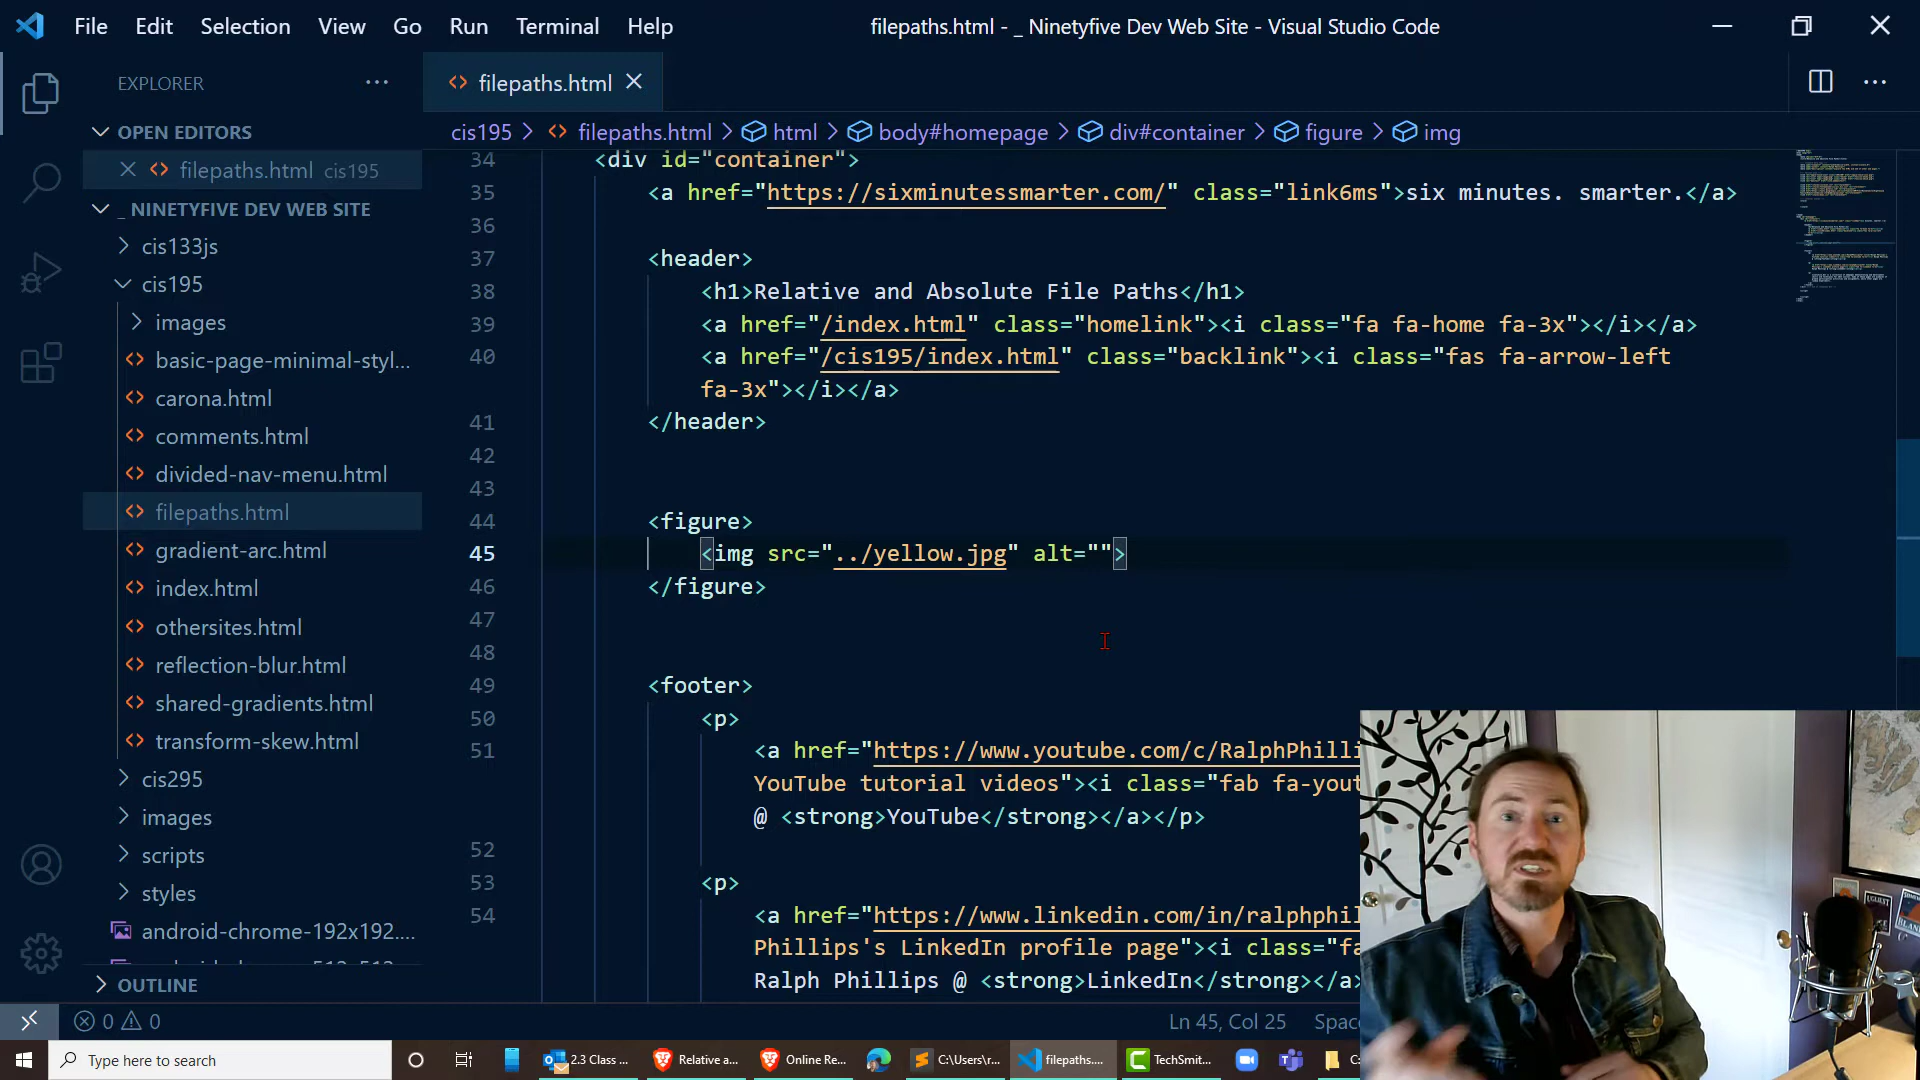 File Edit Selection View Go Run Terminal Help
filepaths.html - _ Ninetyfive Dev Web Site - Visual Studio Code
EXPLORER
OPEN EDITORS
filepaths.html cis195
_ NINETYFIVE DEV WEB SITE
cis133js
cis195
images
basic-page-minimal-styl...
carona.html
comments.html
divided-nav-menu.html
filepaths.html
gradient-arc.html
index.html
othersites.html
reflection-blur.html
shared-gradients.html
transform-skew.html
cis295
images
scripts
styles
android-chrome-192x192....
OUTLINE
filepaths.html
cis195 > filepaths.html > html > body#homepage > div#container > figure > img
34 <div id="container">
35 <a href="https://sixminutessmarter.com/" class="link6ms">six minutes. smarter.</a>
36
37 <header>
38 <h1>Relative and Absolute File Paths</h1>
39 <a href="/index.html" class="homelink"><i class="fa fa-home fa-3x"></i></a>
40 <a href="/cis195/index.html" class="backlink"><i class="fas fa-arrow-left
fa-3x"></i></a>
41 </header>
42
43
44 <figure>
45 <img src="../yellow.jpg" alt="">
46 </figure>
47
48
49 <footer>
50 <p>
51 <a href="https://www.youtube.com/c/RalphPhilli
YouTube tutorial videos"><i class="fab fa-yout
@ <strong>YouTube</strong></a></p>
52
53 <p>
54 <a href="https://www.linkedin.com/in/ralphphil
Phillips's LinkedIn profile page"><i class="fa
Ralph Phillips @ <strong>LinkedIn</strong></a>
0 0
Ln 45, Col 25 Space
Type here to search
2.3 Class ...
Relative a...
Online Re...
C:\Users\r...
filepaths....
TechSmit...
C: